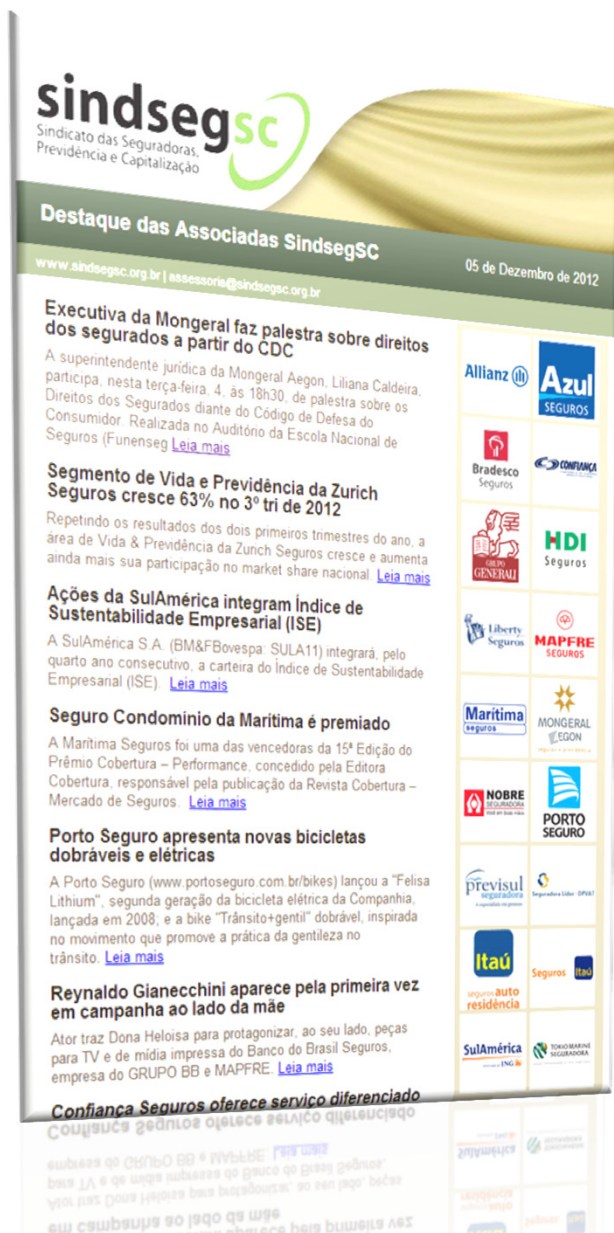 sindsegsc
Sindicato das Seguradoras,
Previdência e Capitalização
Destaque das Associadas SindsegSC
05 de Dezembro de 2012
www.sindsegsc.org.br | assessoria@sindsegsc.org.br
Executiva da Mongeral faz palestra sobre direitos
dos segurados a partir do CDC
A superintendente jurídica da Mongeral Aegon, Liliana Caldeira,
participa, nesta terça-feira, 4, às 18h30, de palestra sobre os
Direitos dos Segurados diante do Código de Defesa do
Consumidor. Realizada no Auditório da Escola Nacional de
Seguros (Funenseg Leia mais
Segmento de Vida e Previdência da Zurich
Seguros cresce 63% no 3º tri de 2012
Repetindo os resultados dos dois primeiros trimestres do ano, a
área de Vida & Previdência da Zurich Seguros cresce e aumenta
ainda mais sua participação no market share nacional. Leia mais
Ações da SulAmérica integram Índice de
Sustentabilidade Empresarial (ISE)
A SulAmérica S.A. (BM&FBovespa: SULA11) integrará, pelo
quarto ano consecutivo, a carteira do Índice de Sustentabilidade
Empresarial (ISE). Leia mais
Seguro Condomínio da Marítima é premiado
A Marítima Seguros foi uma das vencedoras da 15ª Edição do
Prêmio Cobertura – Performance, concedido pela Editora
Cobertura, responsável pela publicação da Revista Cobertura –
Mercado de Seguros. Leia mais
Porto Seguro apresenta novas bicicletas
dobráveis e elétricas
A Porto Seguro (www.portoseguro.com.br/bikes) lançou a "Felisa
Lithium", segunda geração da bicicleta elétrica da Companhia,
lançada em 2008; e a bike "Trânsito+gentil" dobrável, inspirada
no movimento que promove a prática da gentileza no
trânsito. Leia mais
Reynaldo Gianecchini aparece pela primeira vez
em campanha ao lado da mãe
Ator traz Dona Heloisa para protagonizar, ao seu lado, peças
para TV e de mídia impressa do Banco do Brasil Seguros,
empresa do GRUPO BB e MAPFRE. Leia mais
Confiança Seguros oferece serviço diferenciado
Allianz
Azul
SEGUROS
Bradesco
Seguros
CONFIANÇA
GRUPO
GENERALI
HDI
Seguros
Liberty
Seguros
MAPFRE
SEGUROS
Marítima
seguros
MONGERAL
AEGON
NOBRE
SEGURADORA
PORTO
SEGURO
previsul
seguradora
Seguradora Líder - DPVAT
Itaú
seguros auto
residência
Seguros Itaú
SulAmérica
ING
TOKIO MARINE
SEGURADORA